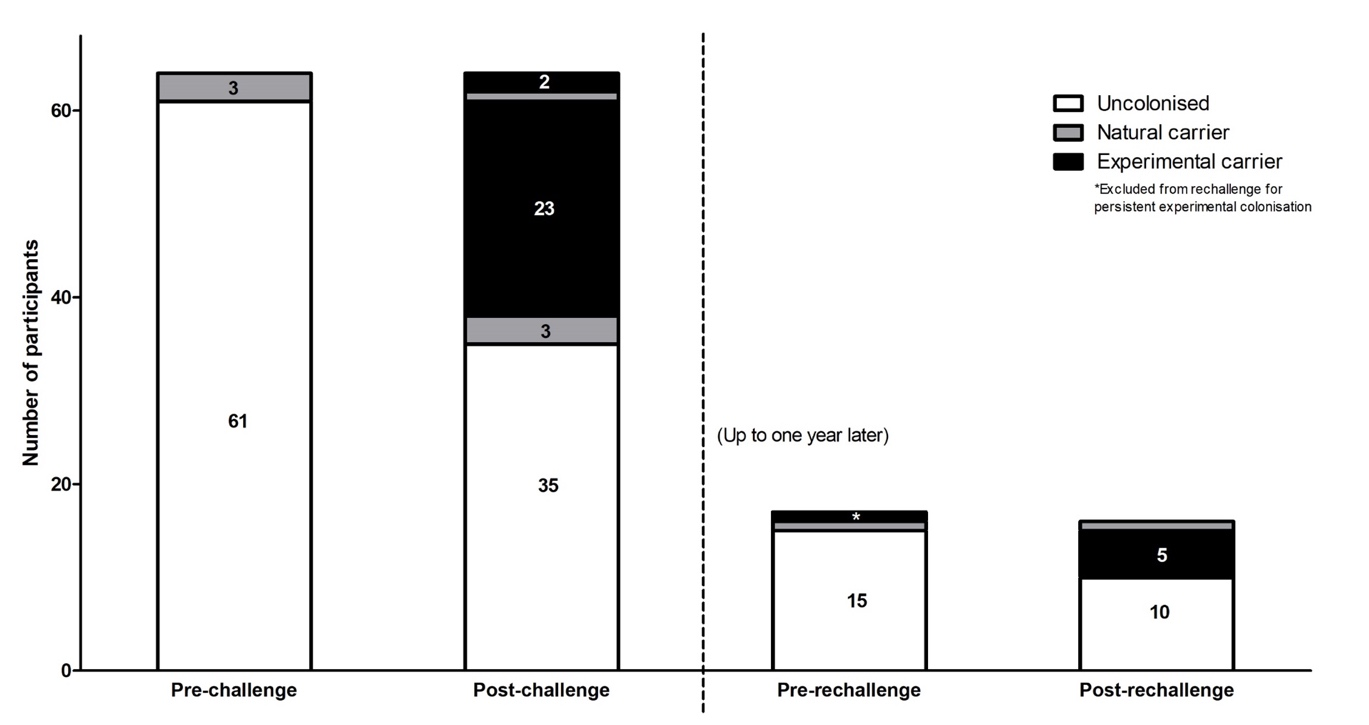 Number of participants
60
40
20
0
3
61
2
23
3
35
(Up to one year later)
*
15
5
10
Pre-challenge
Post-challenge
Pre-rechallenge
Post-rechallenge
Uncolonised
Natural carrier
Experimental carrier
*Excluded from rechallenge for
persistent experimental colonisation